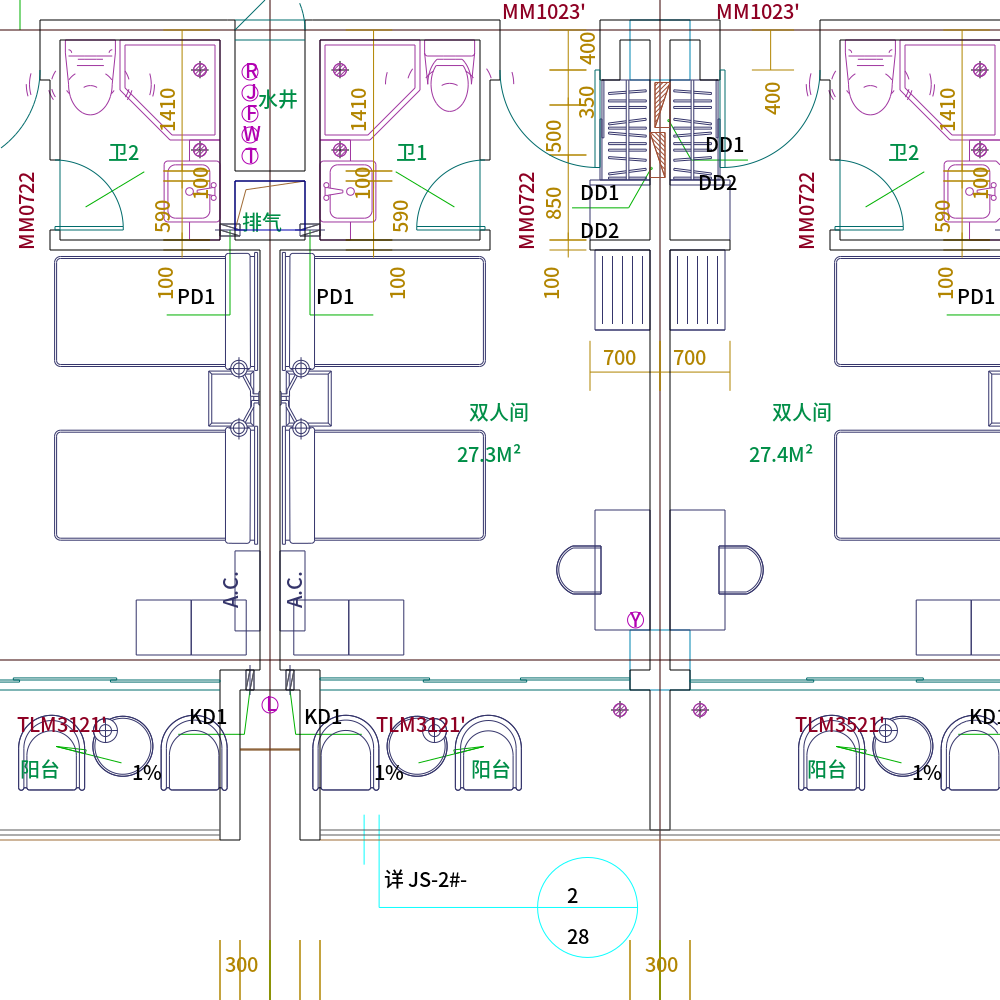 MM1023'
MM1023'
400
R
J
F
W
T
水井
1410
1410
350
400
500
卫2
卫1
DD1
卫2
MM0722
100
100
MM0722
DD1
DD2
MM0722
100
590
排气
590
850
DD2
590
100
PD1
PD1
100
100
100
PD1
700
700
双人间
双人间
27.3M²
27.4M²
A.C.
A.C.
Y
L
TLM3121'
KD1
KD1
TLM3121'
TLM3521'
KD1
阳台
1%
1%
阳台
阳台
1%
详 JS-2#-
2
28
300
300